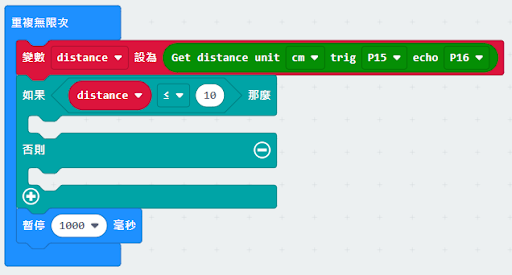 重複無限次
變數 distance 設為 Get distance unit cm trig P15 echo P16
如果 distance ≤ 10 那麼
否則
暫停 1000 毫秒